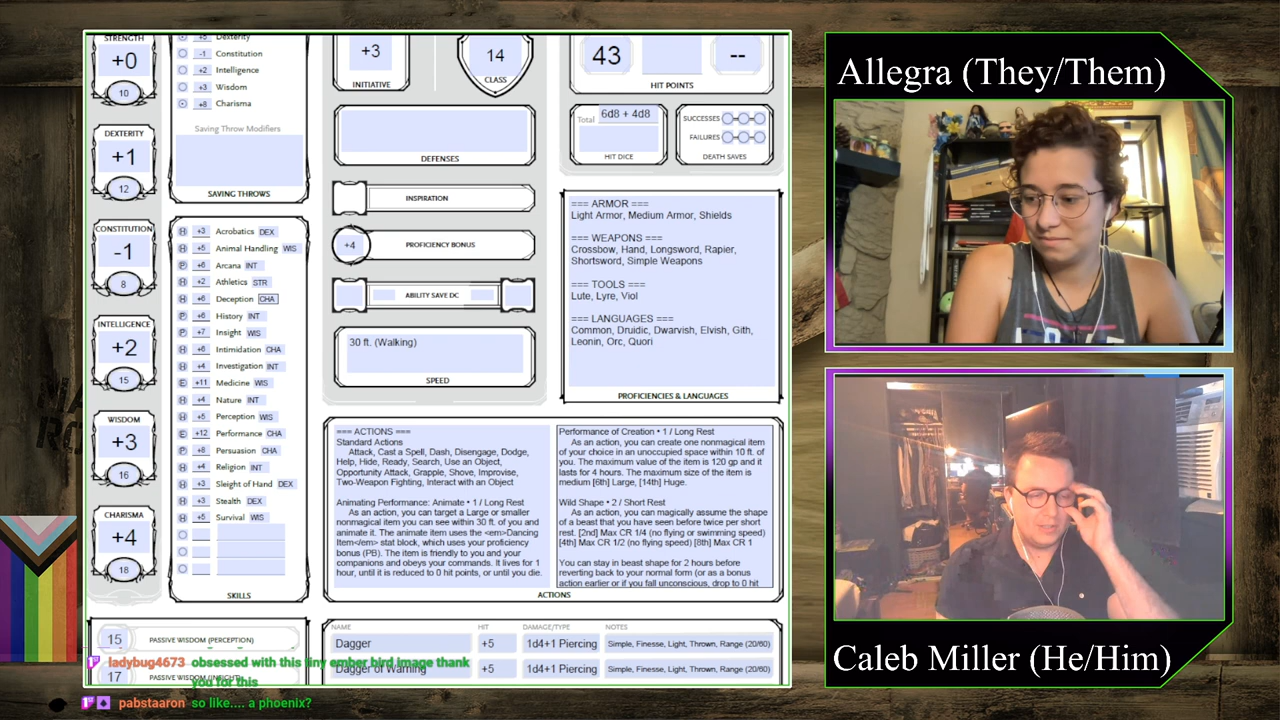 STRENGTH
+0
10
DEXTERITY
+1
12
CONSTITUTION
-1
8
INTELLIGENCE
+2
15
WISDOM
+3
16
CHARISMA
+4
18
+5 Dexterity
-1 Constitution
+2 Intelligence
+3 Wisdom
+8 Charisma
Saving Throw Modifiers
SAVING THROWS
H +3 Acrobatics DEX
H +5 Animal Handling WIS
P +6 Arcana INT
H +2 Athletics STR
H +6 Deception CHA
P +6 History INT
P +7 Insight WIS
H +6 Intimidation CHA
H +4 Investigation INT
E +11 Medicine WIS
H +4 Nature INT
H +5 Perception WIS
E +12 Performance CHA
P +8 Persuasion CHA
H +4 Religion INT
H +3 Sleight of Hand DEX
H +3 Stealth DEX
H +5 Survival WIS
SKILLS
+3
INITIATIVE
14
CLASS
DEFENSES
INSPIRATION
+4 PROFICIENCY BONUS
ABILITY SAVE DC
30 ft. (Walking)
SPEED
43 --
HIT POINTS
Total 6d8 + 4d8
HIT DICE
SUCCESSES
FAILURES
DEATH SAVES
=== ARMOR ===
Light Armor, Medium Armor, Shields
=== WEAPONS ===
Crossbow, Hand, Longsword, Rapier,
Shortsword, Simple Weapons
=== TOOLS ===
Lute, Lyre, Viol
=== LANGUAGES ===
Common, Druidic, Dwarvish, Elvish, Gith,
Leonin, Orc, Quori
PROFICIENCIES & LANGUAGES
=== ACTIONS ===
Standard Actions
Attack, Cast a Spell, Dash, Disengage, Dodge,
Help, Hide, Ready, Search, Use an Object,
Opportunity Attack, Grapple, Shove, Improvise,
Two-Weapon Fighting, Interact with an Object
Animating Performance: Animate • 1 / Long Rest
As an action, you can target a Large or smaller
nonmagical item you can see within 30 ft. of you and
animate it. The animate item uses the <em>Dancing
Item</em> stat block, which uses your proficiency
bonus (PB). The item is friendly to you and your
companions and obeys your commands. It lives for 1
hour, until it is reduced to 0 hit points, or until you die.
Performance of Creation • 1 / Long Rest
As an action, you can create one nonmagical item
of your choice in an unoccupied space within 10 ft. of
you. The maximum value of the item is 120 gp and it
lasts for 4 hours. The maximum size of the item is
medium [6th] Large, [14th] Huge.
Wild Shape • 2 / Short Rest
As an action, you can magically assume the shape
of a beast that you have seen before twice per short
rest. [2nd] Max CR 1/4 (no flying or swimming speed)
[4th] Max CR 1/2 (no flying speed) [8th] Max CR 1
You can stay in beast shape for 2 hours before
reverting back to your normal form (or as a bonus
action earlier or if you fall unconscious, drop to 0 hit
ACTIONS
15 PASSIVE WISDOM (PERCEPTION)
17 PASSIVE WISDOM (INSIGHT)
NAME HIT DAMAGE/TYPE NOTES
Dagger +5 1d4+1 Piercing Simple, Finesse, Light, Thrown, Range (20/60)
Dagger of Warning +5 1d4+1 Piercing Simple, Finesse, Light, Thrown, Range (20/60)
ladybug4673 obsessed with this tiny ember bird image thank
you for this
pabstaaron so like.... a phoenix?
Allegra (They/Them)
Caleb Miller (He/Him)